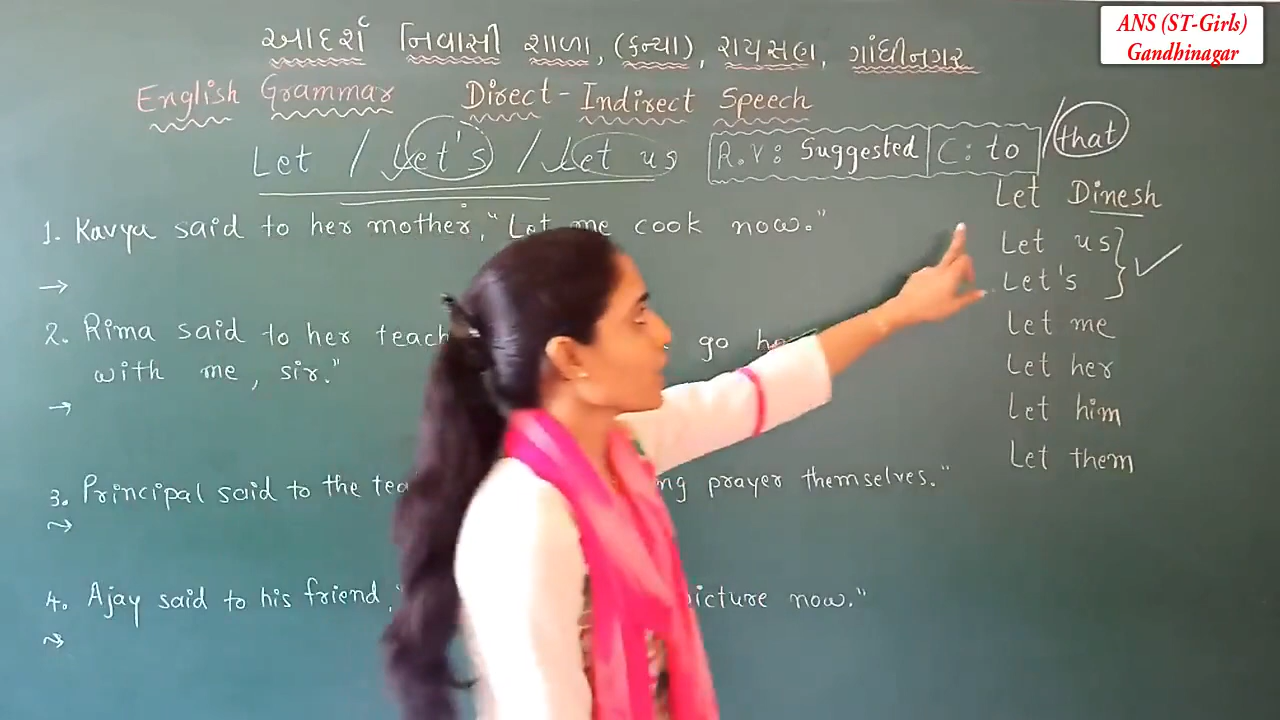 ANS (ST-Girls)
Gandhinagar
આદર્શ નિવાસી શાળા, (કન્યા), રાયસણ, ગાંધીનગર
English Grammar Direct - Indirect Speech
Let / Let's / Let us R.V: Suggested C: to / that
1. Kavya said to her mother, "Let me cook now."
→
2. Rima said to her go
with me, sir."
→
3. Principal said to the prayer themselves."
→
4. Ajay said to his friend, " now."
→
Let Dinesh
Let us
Let's
Let me
Let her
Let him
Let them